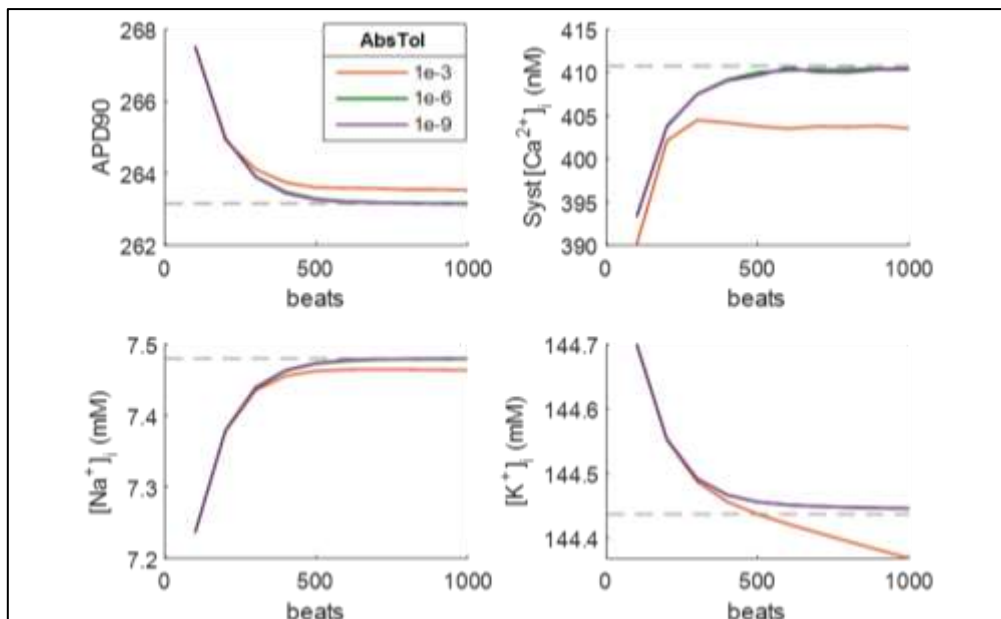 268
266
264
262
APD90
0
500
1000
beats
AbsTol
1e-3
1e-6
1e-9
415
410
405
400
395
390
Syst[Ca²⁺]ᵢ (nM)
0
500
1000
beats
7.5
7.4
7.3
7.2
[Na⁺]ᵢ (mM)
0
500
1000
beats
144.7
144.6
144.5
144.4
[K⁺]ᵢ (mM)
0
500
1000
beats